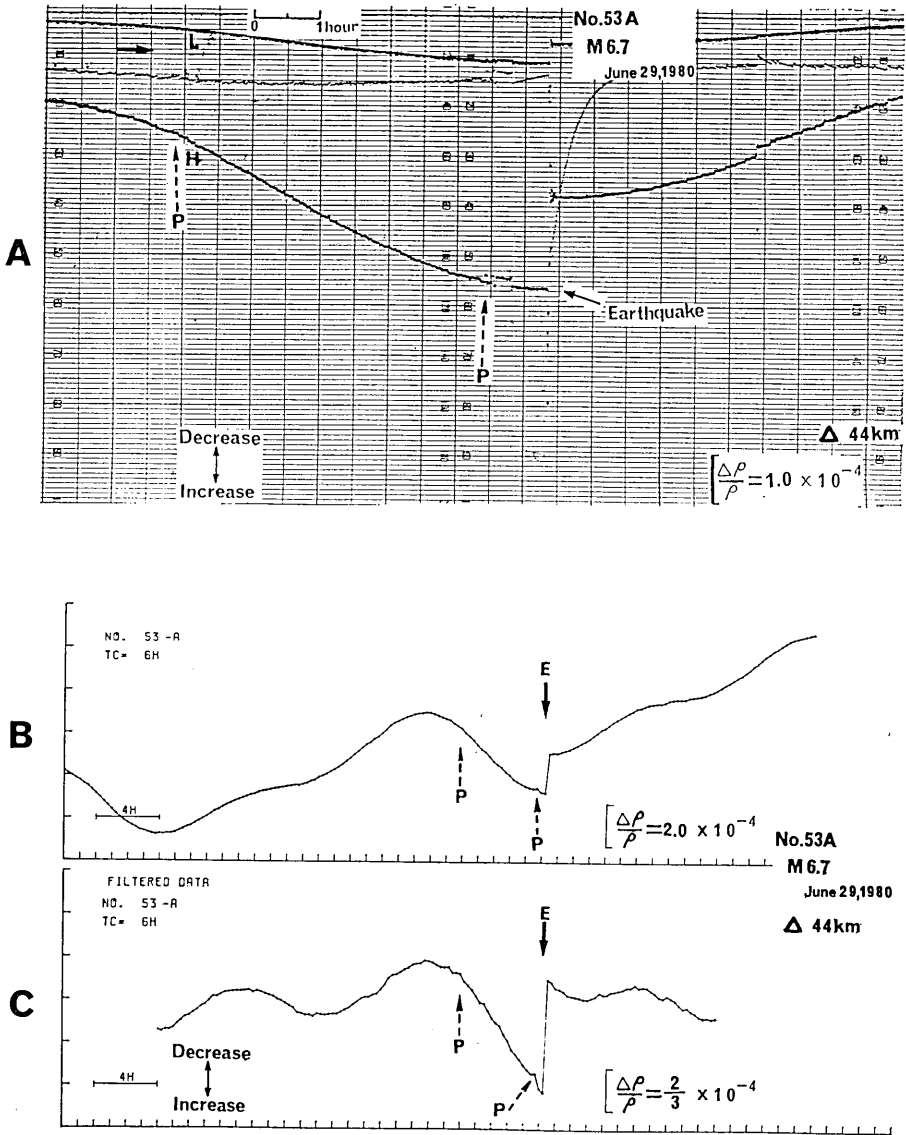 0 1hour
No.53A
M 6.7
June 29,1980
L
H
P
A
P
Earthquake
Decrease
Increase
Δ 44km
Δρ/ρ = 1.0 × 10⁻⁴
NO. 53-A
TC= 6H
E
B
P
4H
P
Δρ/ρ = 2.0 × 10⁻⁴
No.53A
M 6.7
June 29,1980
Δ 44km
FILTERED DATA
NO. 53-A
TC= 6H
E
C
P
Decrease
4H
Increase
P
Δρ/ρ = 2/3 × 10⁻⁴